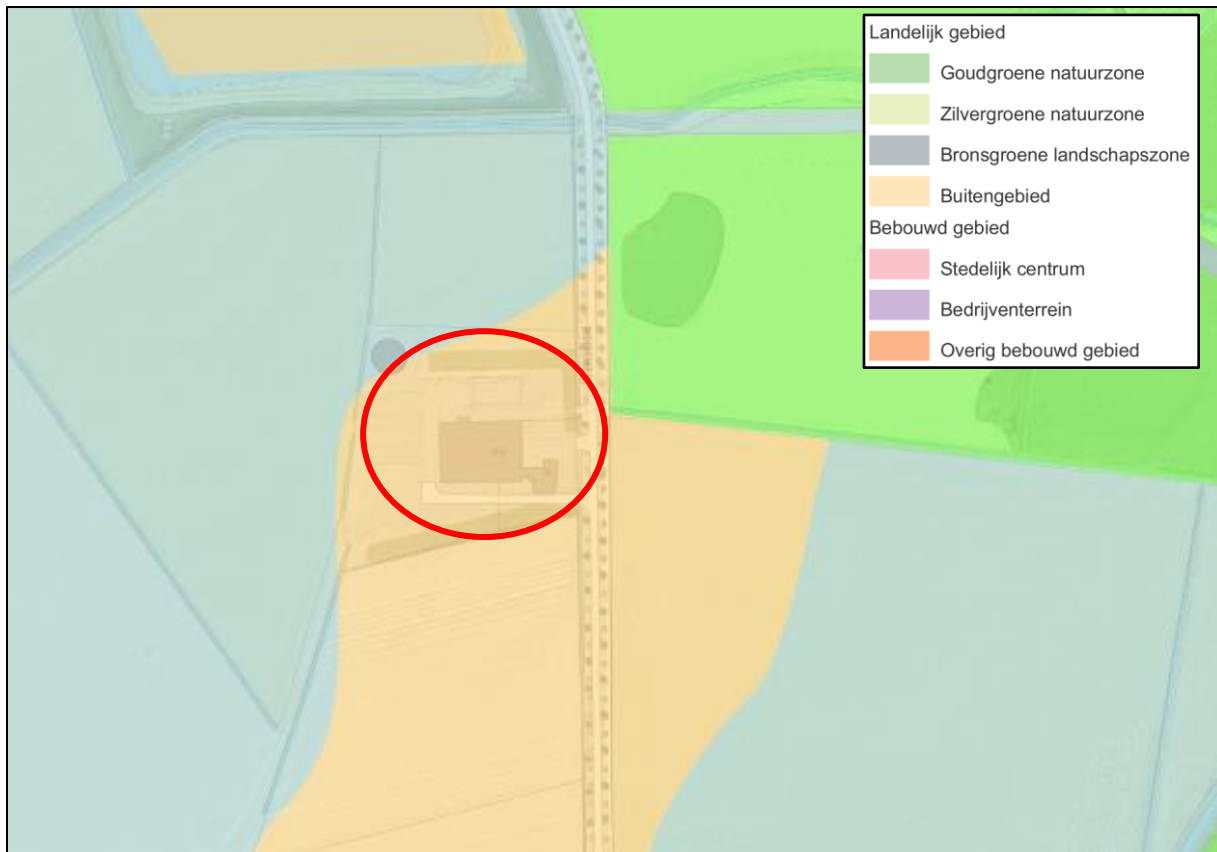 Landelijk gebied
Goudgroene natuurzone
Zilvergroene natuurzone
Bronsgroene landschapszone
Buitengebied
Bebouwd gebied
Stedelijk centrum
Bedrijventerrein
Overig bebouwd gebied